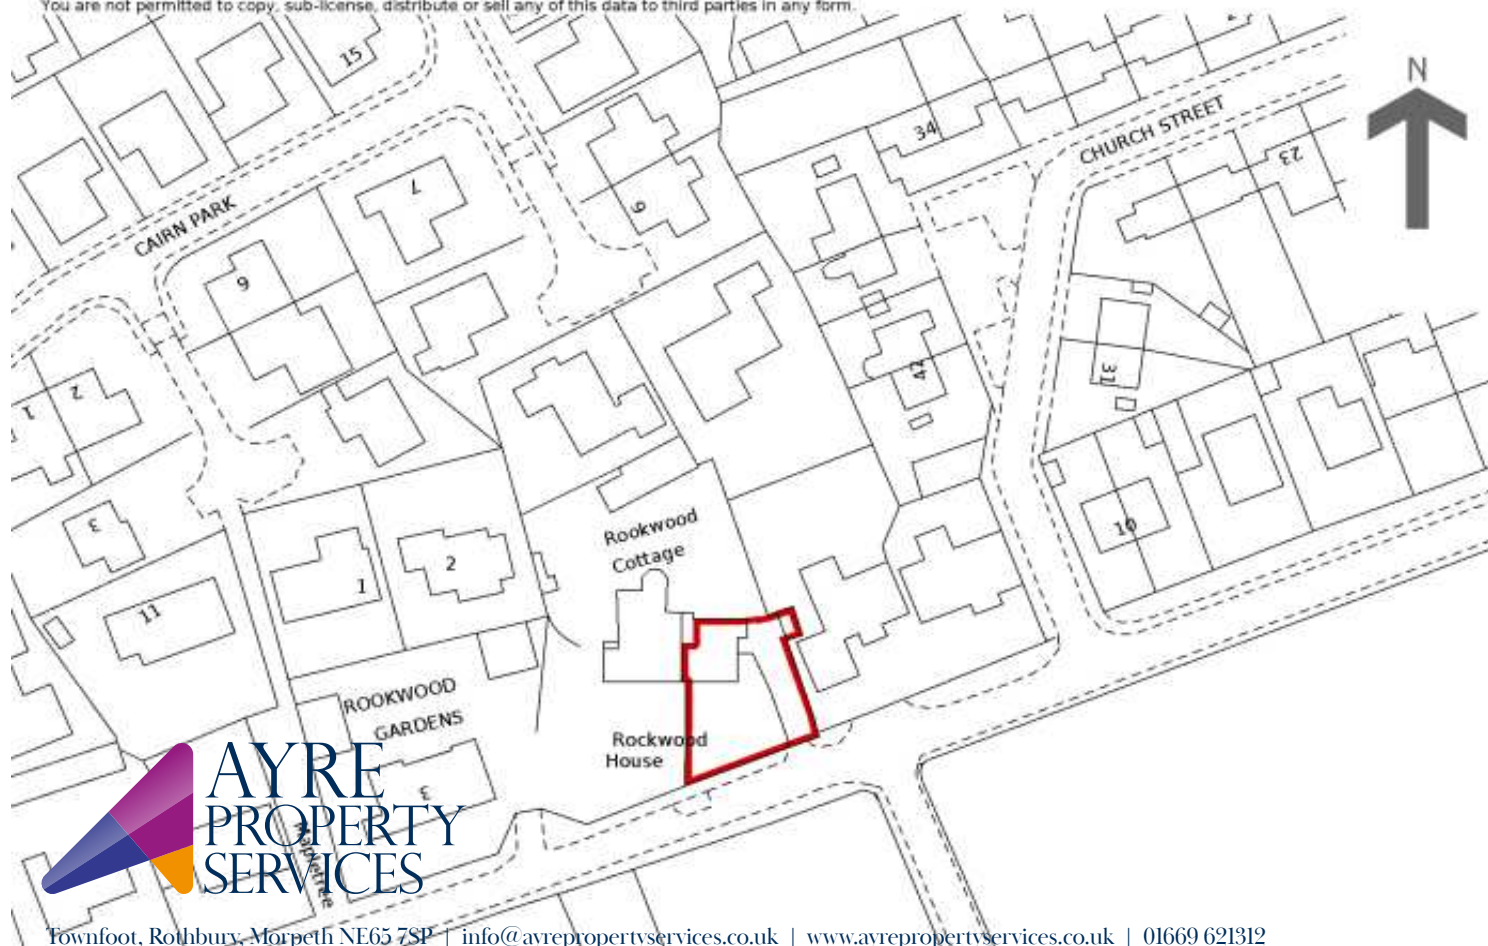 You are not permitted to copy, sub-license, distribute or sell any of this data to third parties in any form.
15
N
34
CHURCH STREET
23
7
6
CAIRN PARK
9
42
31
2
1
10
3
Rookwood
Cottage
2
1
11
ROOKWOOD
GARDENS
Rockwood
House
3
Mapletree
AYRE
PROPERTY
SERVICES
Townfoot, Rothbury, Morpeth NE65 7SP | info@ayrepropertyservices.co.uk | www.ayrepropertyservices.co.uk | 01669 621312